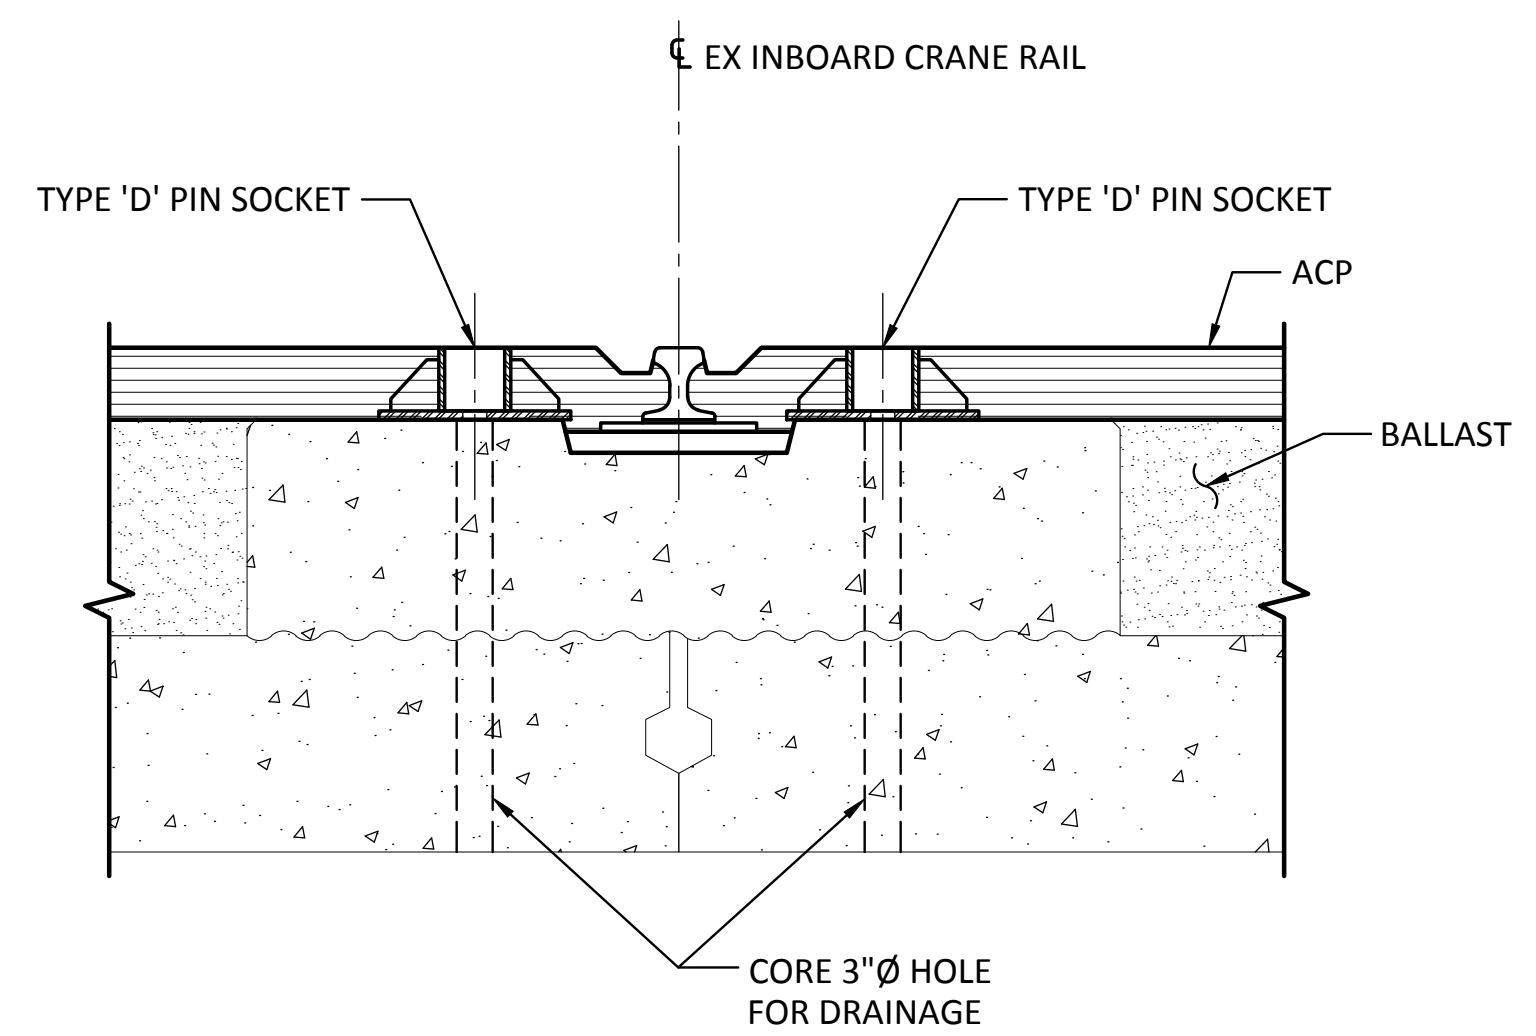 ℄ EX INBOARD CRANE RAIL
TYPE 'D' PIN SOCKET
TYPE 'D' PIN SOCKET
ACP
BALLAST
CORE 3"Ø HOLE
FOR DRAINAGE